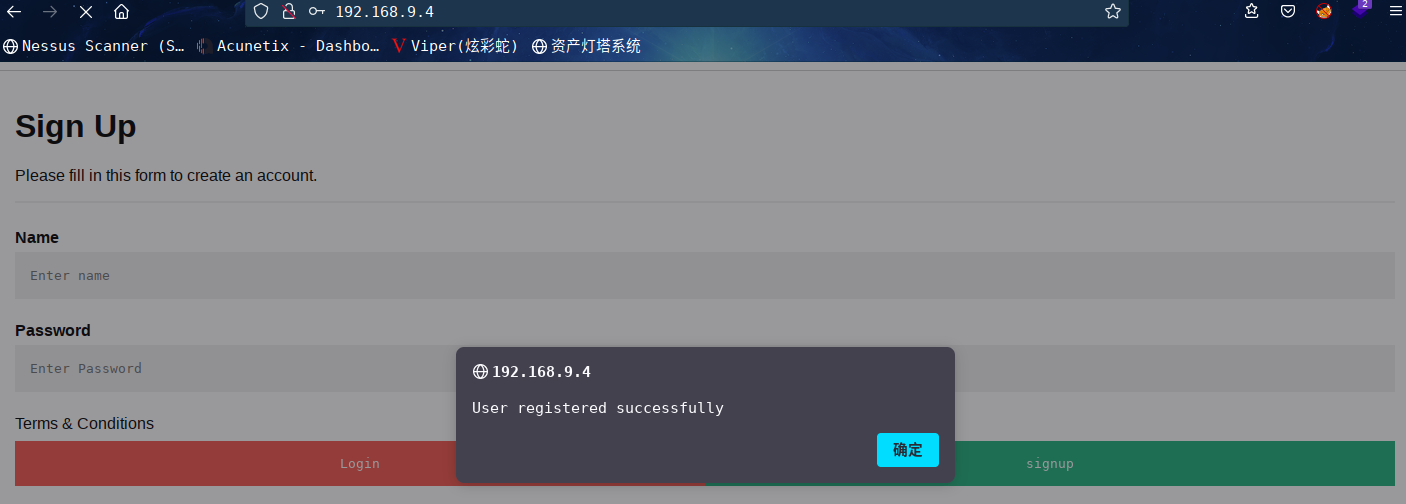 192.168.9.4
2
Nessus Scanner (S… Acunetix - Dashbo… Viper(炫彩蛇) 资产灯塔系统
Sign Up
Please fill in this form to create an account.
Name
Enter name
Password
Enter Password
192.168.9.4
User registered successfully
确定
Terms & Conditions
Login signup